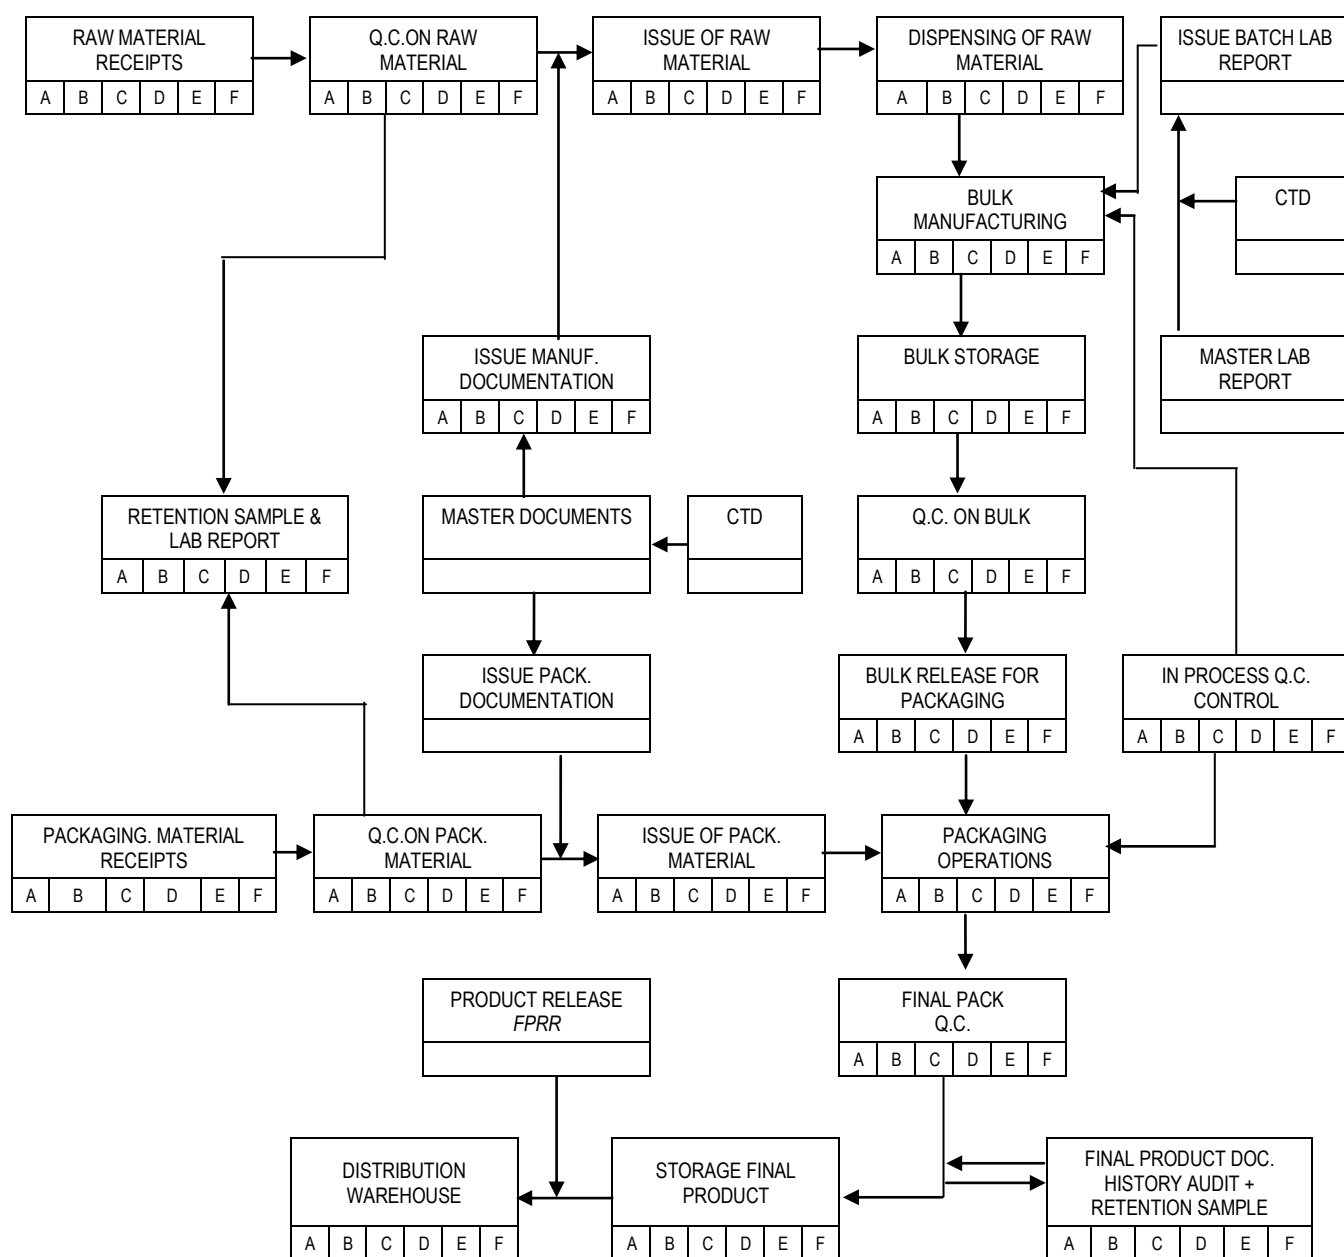 RAW MATERIAL
RECEIPTS
A B C D E F
Q.C.ON RAW
MATERIAL
A B C D E F
ISSUE OF RAW
MATERIAL
A B C D E F
DISPENSING OF RAW
MATERIAL
A B C D E F
ISSUE BATCH LAB
REPORT
BULK
MANUFACTURING
A B C D E F
CTD
ISSUE MANUF.
DOCUMENTATION
A B C D E F
BULK STORAGE
A B C D E F
MASTER LAB
REPORT
RETENTION SAMPLE &
LAB REPORT
A B C D E F
MASTER DOCUMENTS
CTD
Q.C. ON BULK
A B C D E F
ISSUE PACK.
DOCUMENTATION
BULK RELEASE FOR
PACKAGING
A B C D E F
IN PROCESS Q.C.
CONTROL
A B C D E F
PACKAGING. MATERIAL
RECEIPTS
A B C D E F
Q.C.ON PACK.
MATERIAL
A B C D E F
ISSUE OF PACK.
MATERIAL
A B C D E F
PACKAGING
OPERATIONS
A B C D E F
PRODUCT RELEASE
FPRR
FINAL PACK
Q.C.
A B C D E F
DISTRIBUTION
WAREHOUSE
A B C D E F
STORAGE FINAL
PRODUCT
A B C D E F
FINAL PRODUCT DOC.
HISTORY AUDIT +
RETENTION SAMPLE
A B C D E F